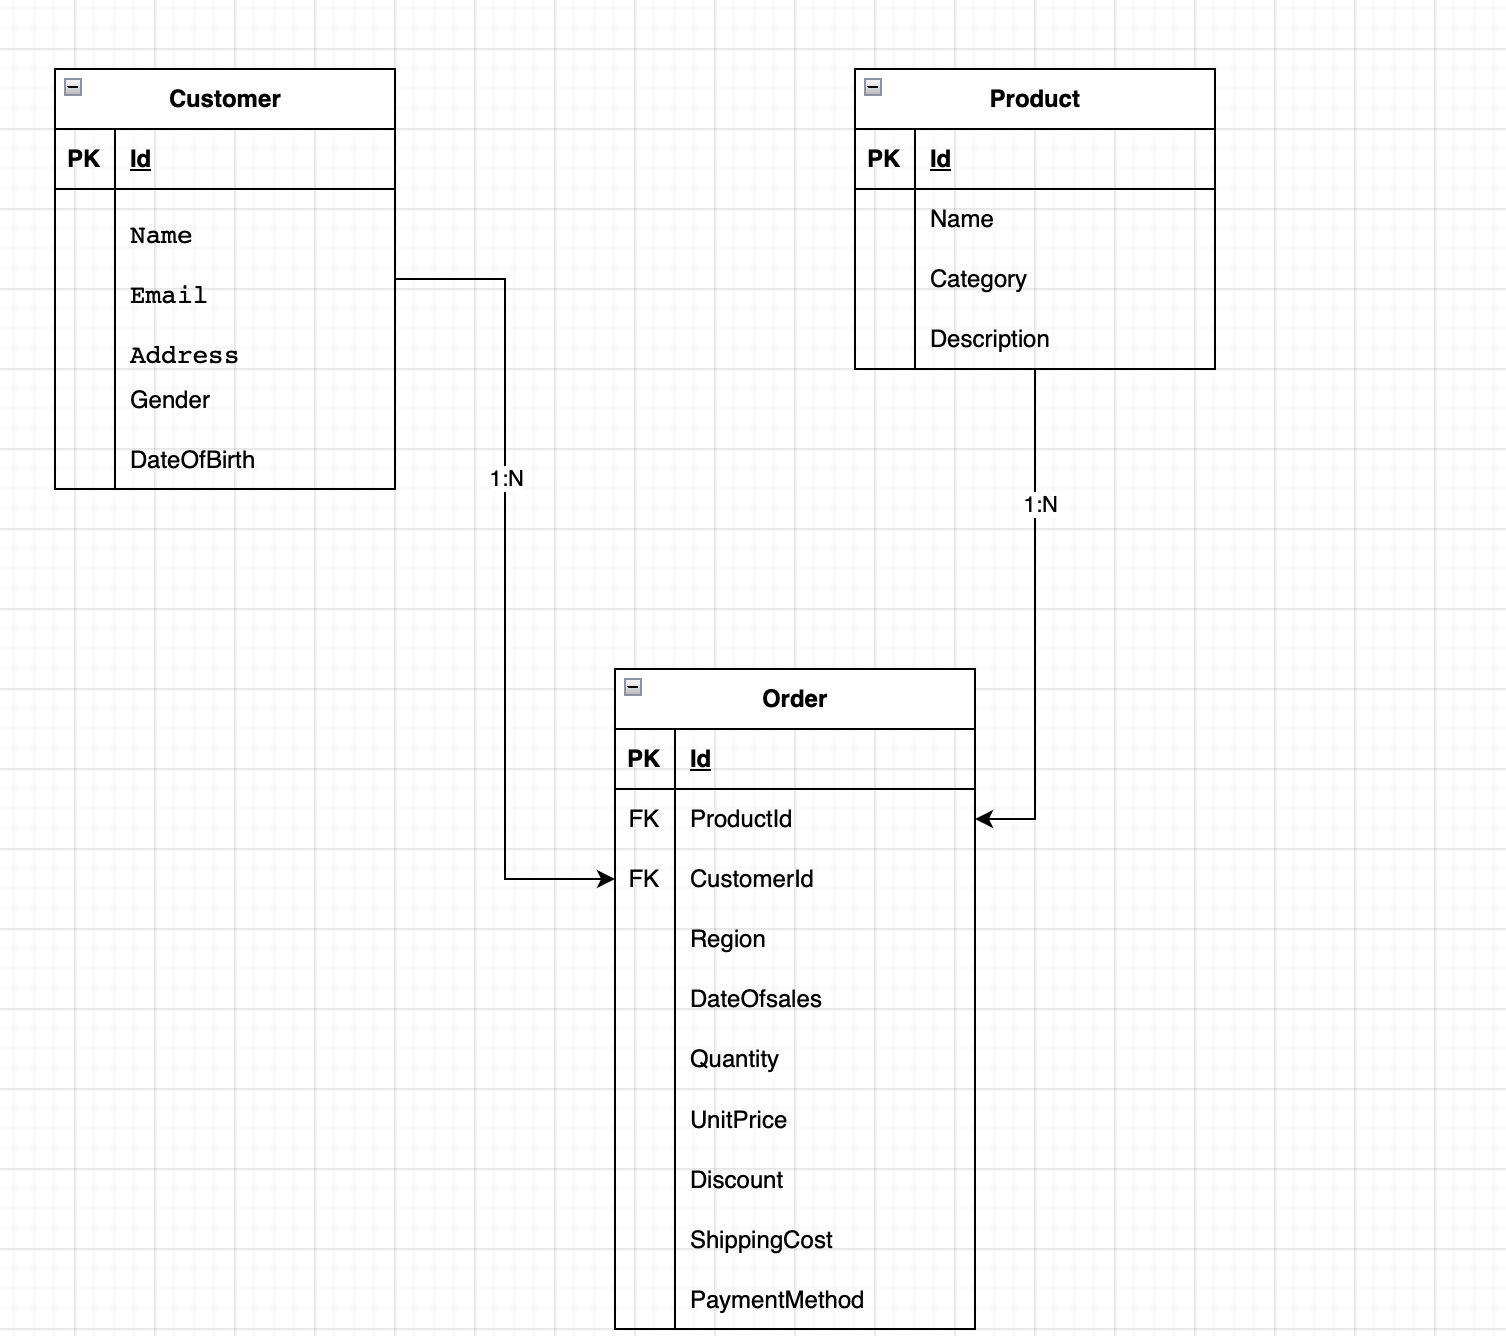 Customer
PK Id
Name
Email
Address
Gender
DateOfBirth
Product
PK Id
Name
Category
Description
1:N
1:N
Order
PK Id
FK ProductId
FK CustomerId
Region
DateOfsales
Quantity
UnitPrice
Discount
ShippingCost
PaymentMethod